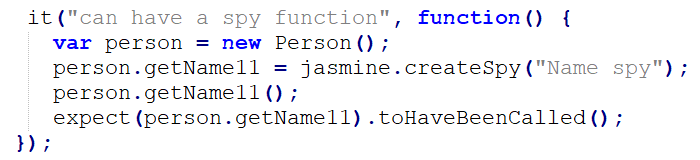 it("can have a spy function", function() {
var person = new Person();
person.getName11 = jasmine.createSpy("Name spy");
person.getName11();
expect(person.getName11).toHaveBeenCalled();
});